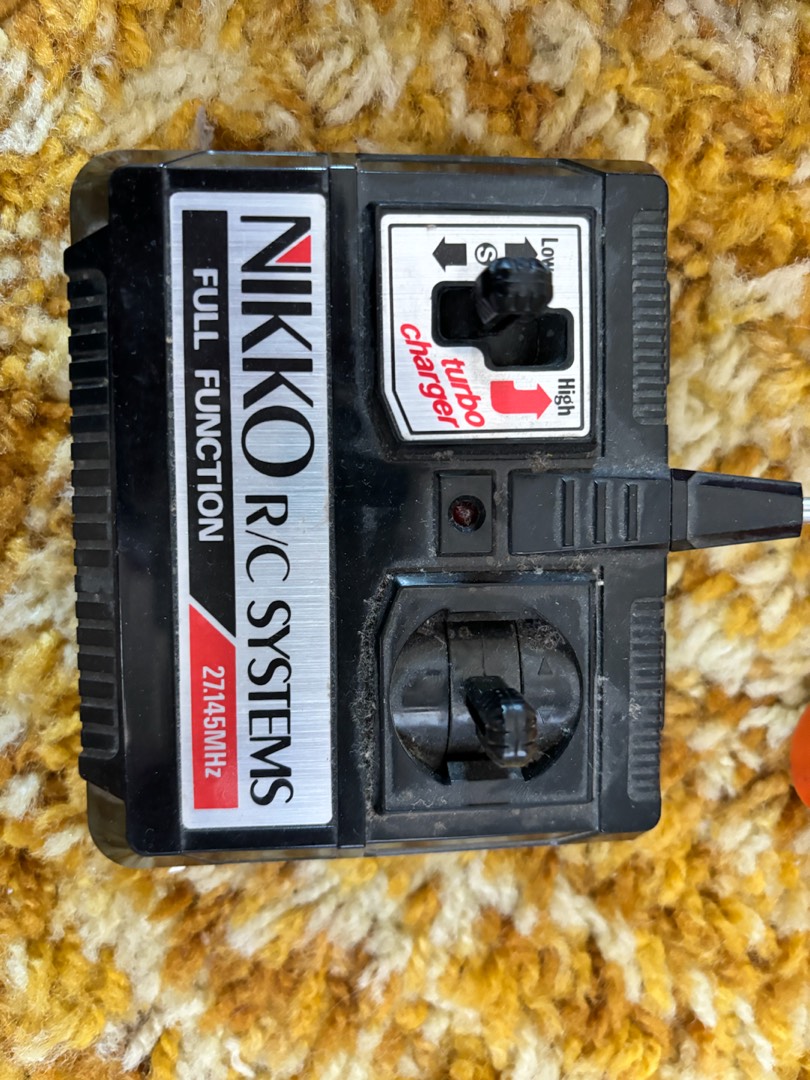 Low
Ⓢ
High
turbo
charger
NIKKO R/C SYSTEMS
FULL FUNCTION
27.145MHz